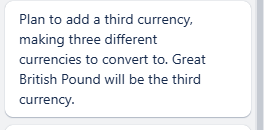 Plan to add a third currency,
making three different
currencies to convert to. Great
British Pound will be the third
currency.